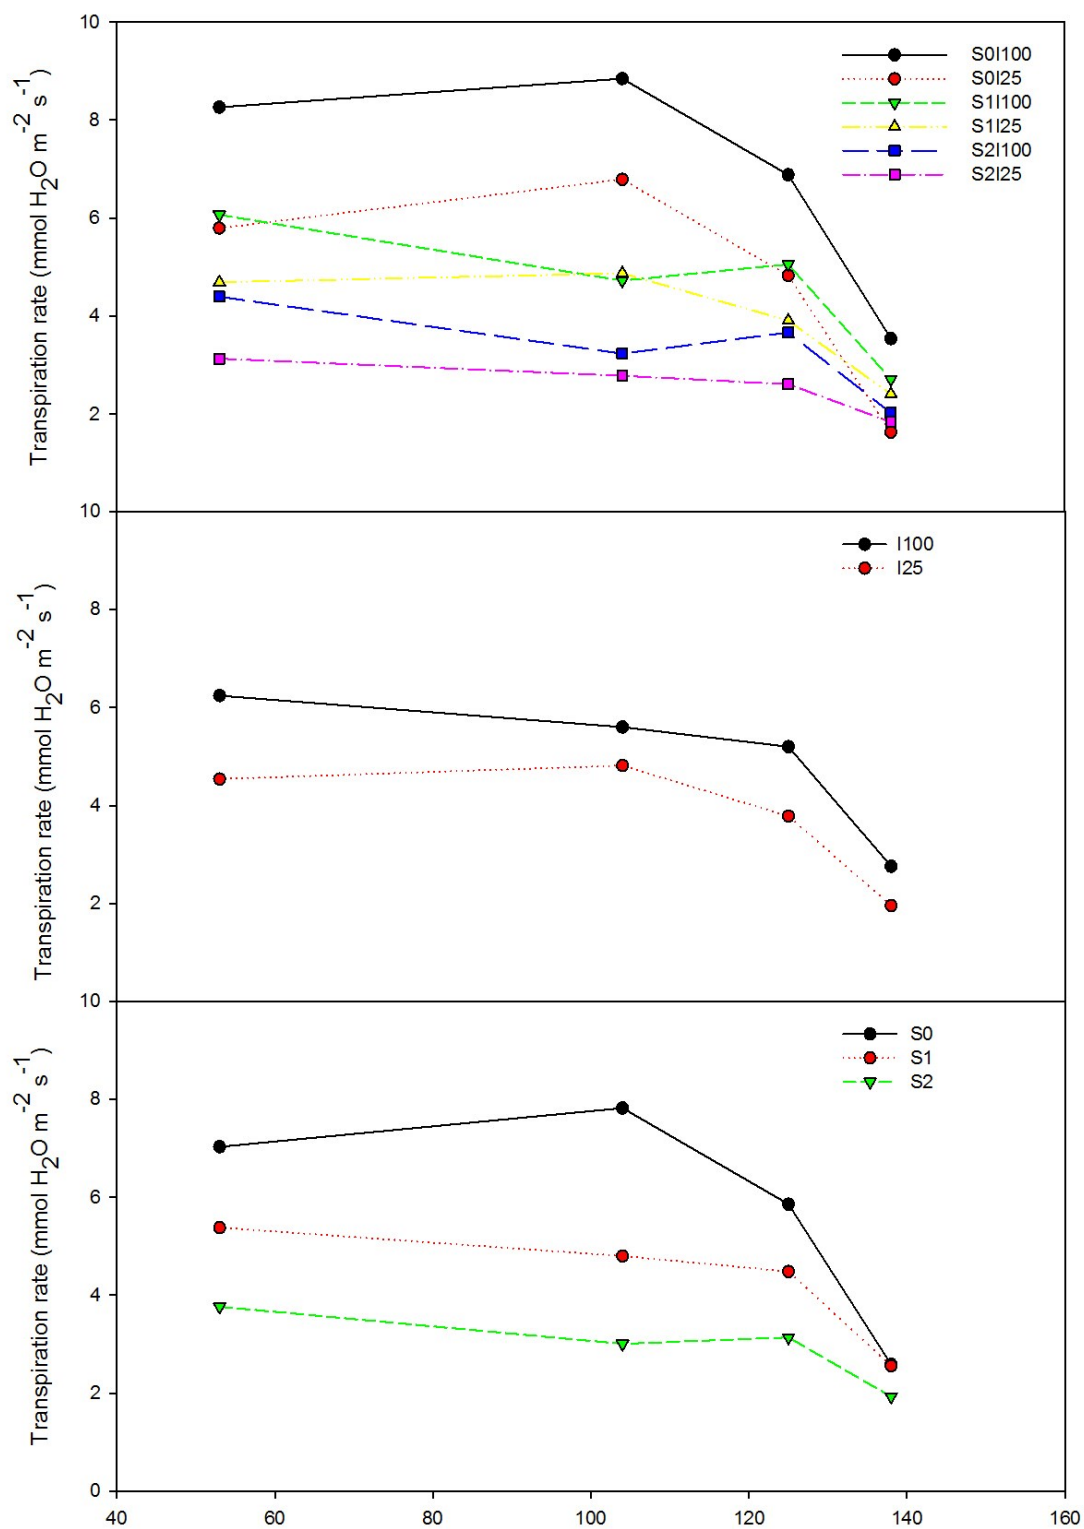 Transpiration rate (mmol H2O m-2 s-1)
10
8
6
4
2
S0I100
S0I25
S1I100
S1I25
S2I100
S2I25
Transpiration rate (mmol H2O m-2 s-1)
10
8
6
4
2
I100
I25
Transpiration rate (mmol H2O m-2 s-1)
10
8
6
4
2
0
S0
S1
S2
40 60 80 100 120 140 160